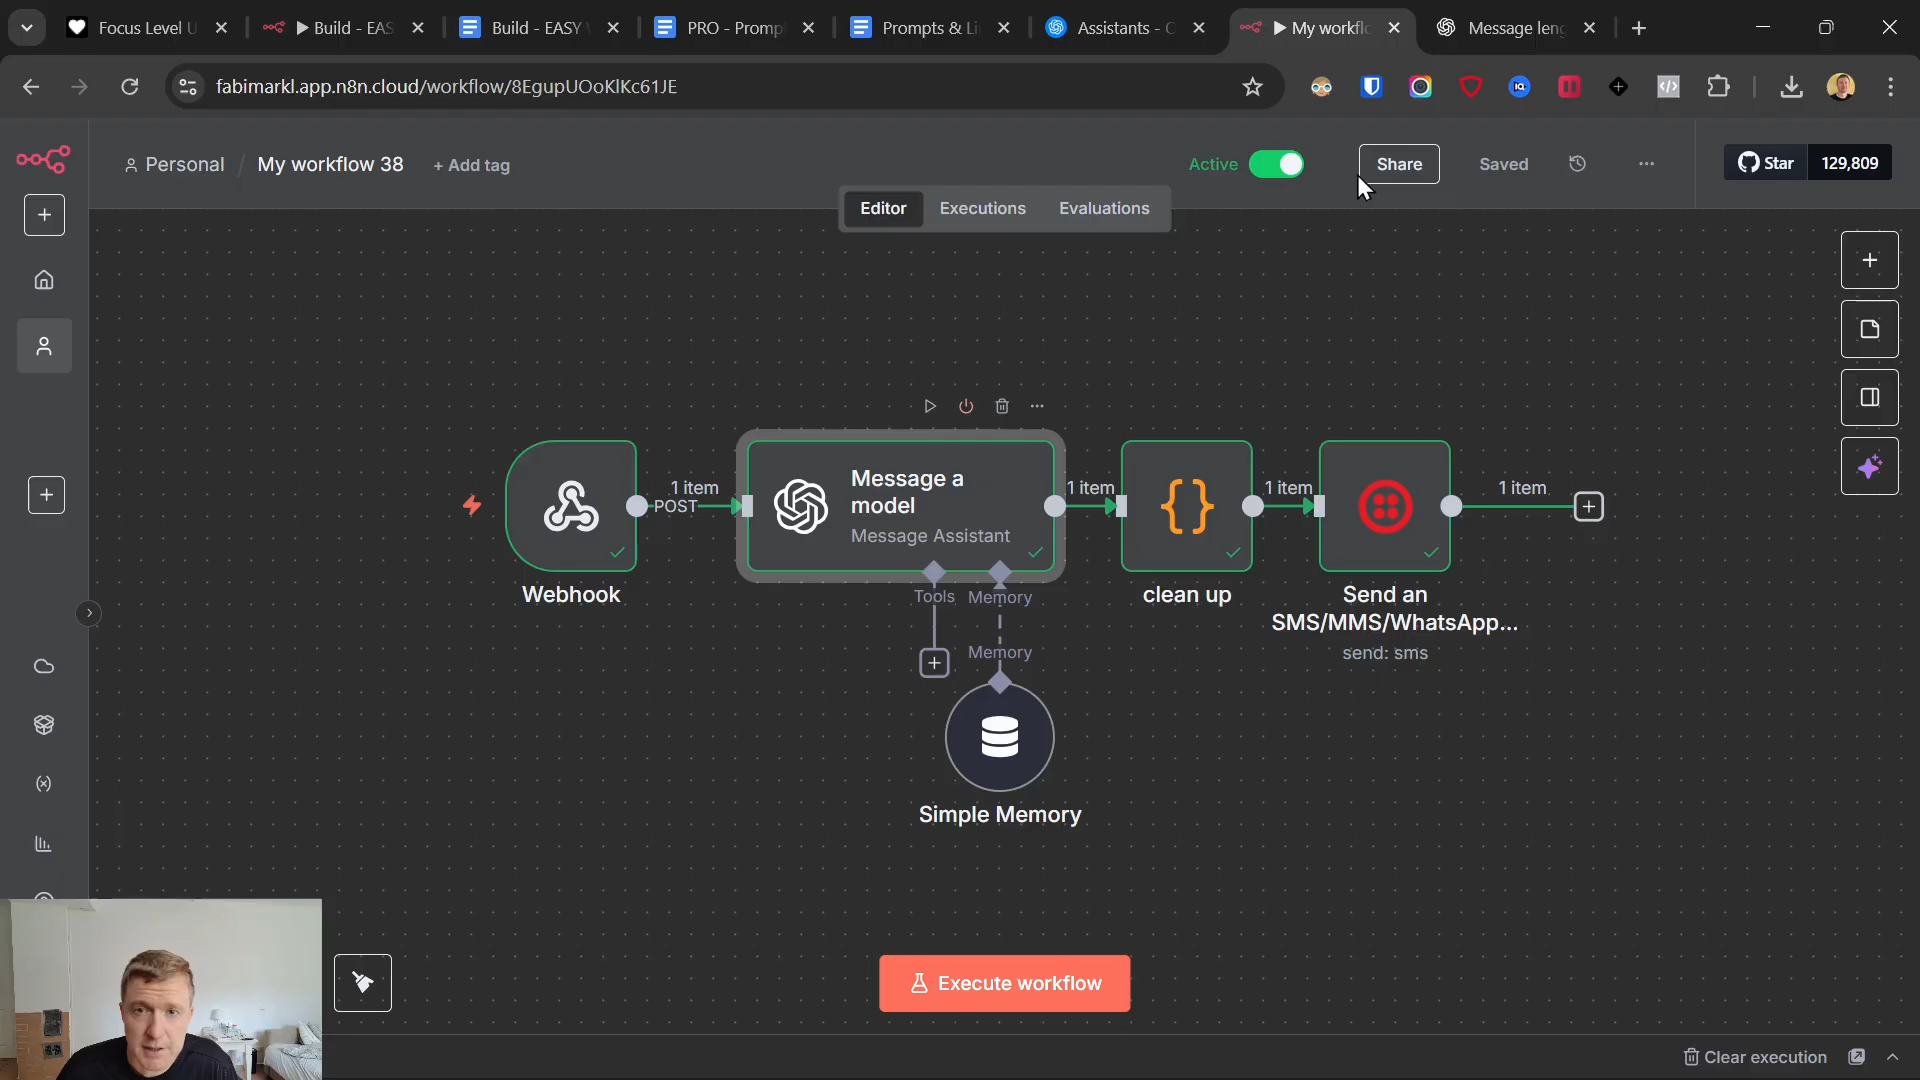 Focus Level U
Build - EAS
Build - EASY
PRO - Promp
Prompts & Li
Assistants - C
My workflo
Message len
fabimarkl.app.n8n.cloud/workflow/8EgupUOoKlKc61JE
Personal / My workflow 38 + Add tag
Active
Share
Saved
Star 129,809
Editor Executions Evaluations
1 item
POST
Message a
model
Message Assistant
1 item
1 item
1 item
Webhook
Tools
Memory
clean up
Send an
SMS/MMS/WhatsApp...
send: sms
Memory
Simple Memory
Execute workflow
Clear execution